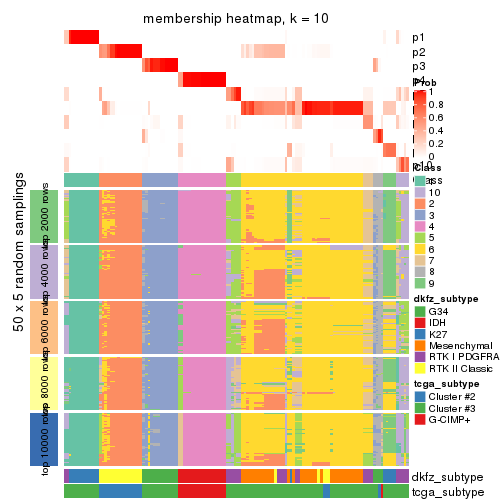 membership heatmap, k = 10
p1
p2
p3
p4
p10
Prob
1
0.8
0.6
0.4
0.2
0
Class
Class
1
10
2
3
4
5
6
7
8
9
dkfz_subtype
G34
IDH
K27
Mesenchymal
RTK I PDGFRA
RTK II Classic
tcga_subtype
Cluster #2
Cluster #3
G-CIMP+
50 x 5 random samplings
top 2000 rows
top 4000 rows
top 6000 rows
top 8000 rows
top 10000 rows
dkfz_subtype
tcga_subtype